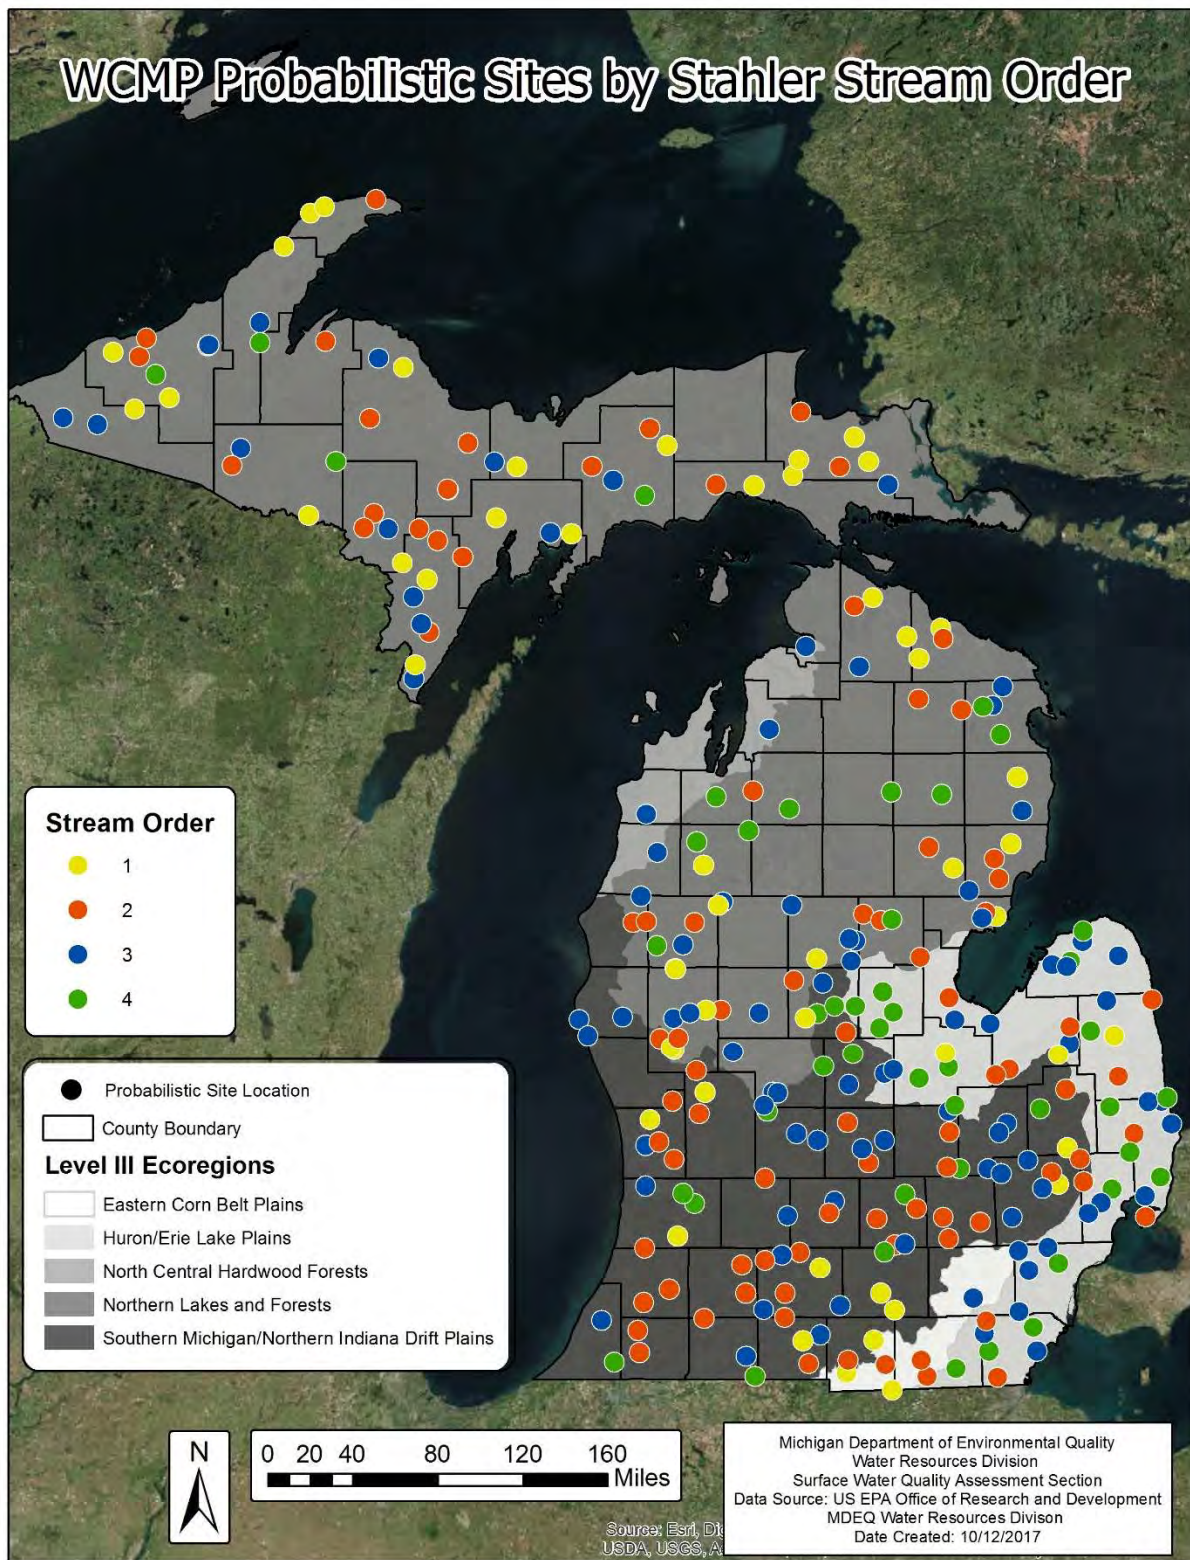 WCMP Probabilistic Sites by Stahler Stream Order
Stream Order
1
2
3
4
Probabilistic Site Location
County Boundary
Level III Ecoregions
Eastern Corn Belt Plains
Huron/Erie Lake Plains
North Central Hardwood Forests
Northern Lakes and Forests
Southern Michigan/Northern Indiana Drift Plains
N
0 20 40 80 120 160
Miles
Michigan Department of Environmental Quality
Water Resources Division
Surface Water Quality Assessment Section
Data Source: US EPA Office of Research and Development
MDEQ Water Resources Divison
Date Created: 10/12/2017
Source: Esri,
USDA, USGS,